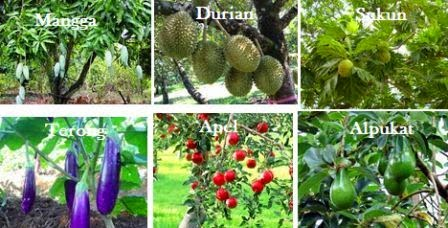 Mangga
Durian
Sukun
Terong
Apel
Alpukat